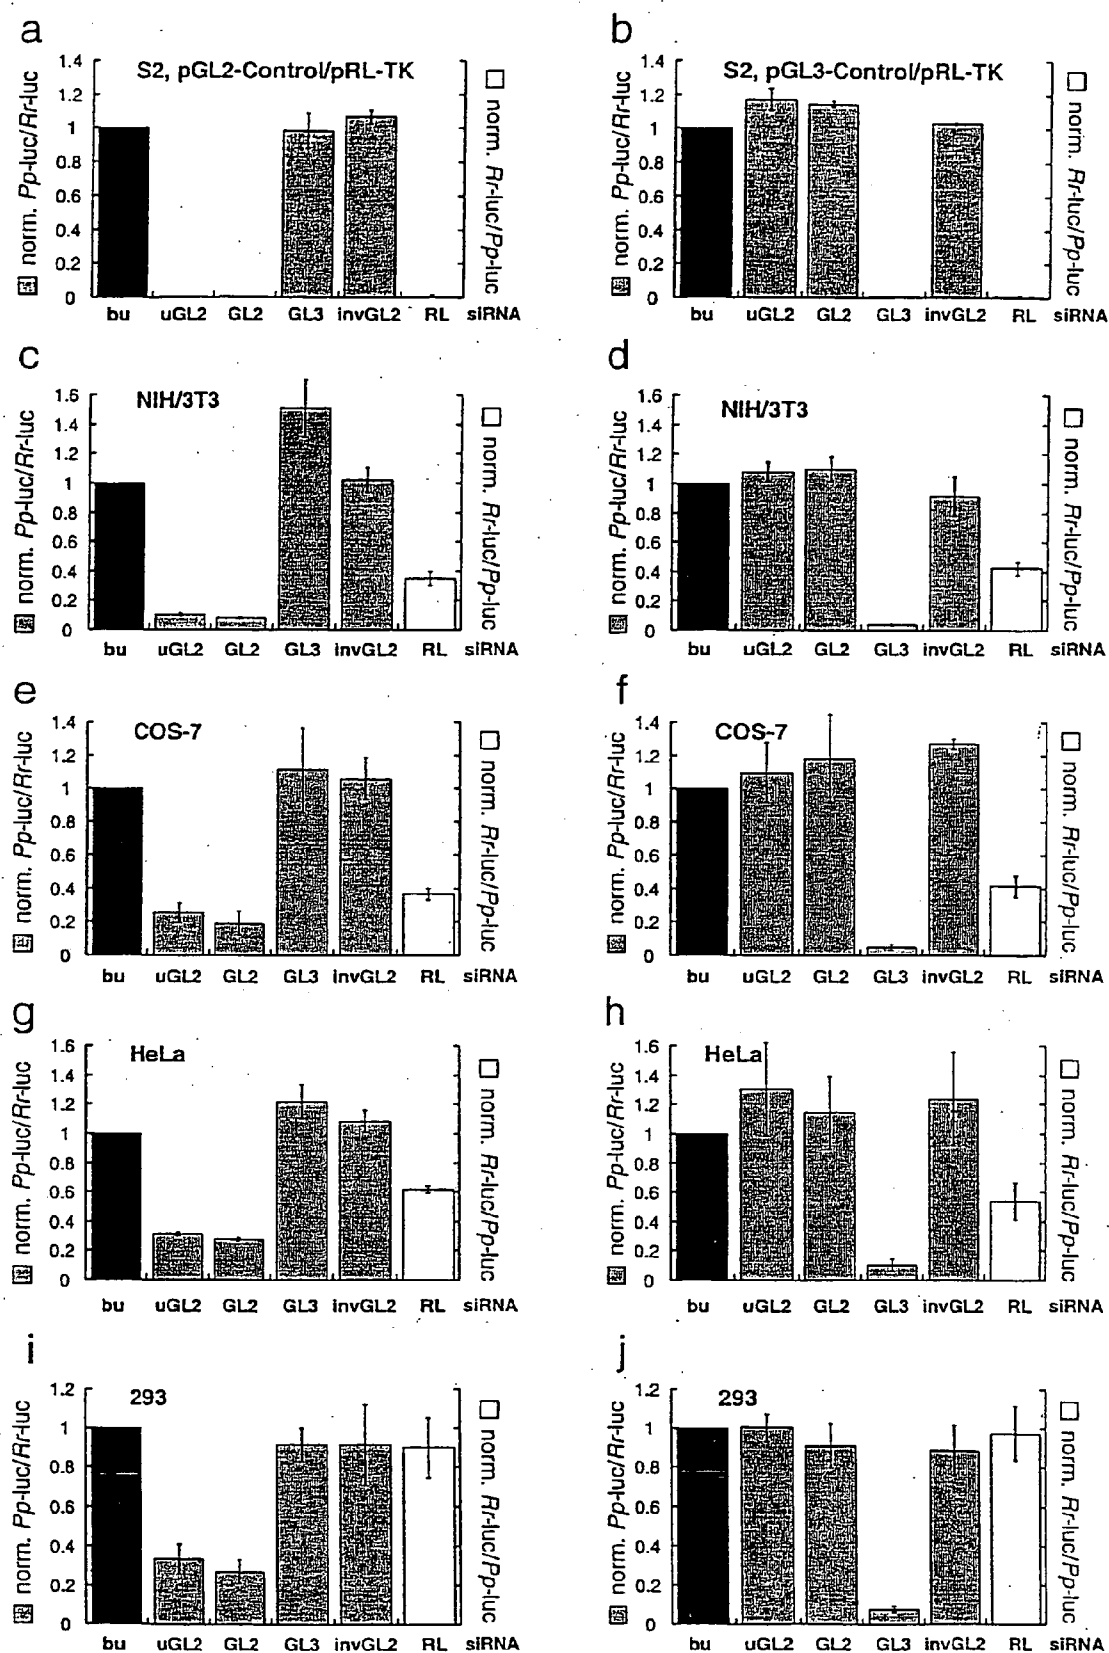 a
S2, pGL2-Control/pRL-TK
norm. Pp-luc/Rr-luc
1.4
1.2
1
0.8
0.6
0.4
0.2
0
norm. Rr-luc/Pp-luc
bu uGL2 GL2 GL3 invGL2 RL siRNA
b
S2, pGL3-Control/pRL-TK
norm. Pp-luc/Rr-luc
1.4
1.2
1
0.8
0.6
0.4
0.2
0
norm. Rr-luc/Pp-luc
bu uGL2 GL2 GL3 invGL2 RL siRNA
c
NIH/3T3
norm. Pp-luc/Rr-luc
1.6
1.4
1.2
1
0.8
0.6
0.4
0.2
0
norm. Rr-luc/Pp-luc
bu uGL2 GL2 GL3 invGL2 RL siRNA
d
NIH/3T3
norm. Pp-luc/Rr-luc
1.6
1.4
1.2
1
0.8
0.6
0.4
0.2
0
norm. Rr-luc/Pp-luc
bu uGL2 GL2 GL3 invGL2 RL siRNA
e
COS-7
norm. Pp-luc/Rr-luc
1.4
1.2
1
0.8
0.6
0.4
0.2
0
norm. Rr-luc/Pp-luc
bu uGL2 GL2 GL3 invGL2 RL siRNA
f
COS-7
norm. Pp-luc/Rr-luc
1.4
1.2
1
0.8
0.6
0.4
0.2
0
norm. Rr-luc/Pp-luc
bu uGL2 GL2 GL3 invGL2 RL siRNA
g
HeLa
norm. Pp-luc/Rr-luc
1.6
1.4
1.2
1
0.8
0.6
0.4
0.2
0
norm. Rr-luc/Pp-luc
bu uGL2 GL2 GL3 invGL2 RL siRNA
h
HeLa
norm. Pp-luc/Rr-luc
1.6
1.4
1.2
1
0.8
0.6
0.4
0.2
0
norm. Rr-luc/Pp-luc
bu uGL2 GL2 GL3 invGL2 RL siRNA
i
293
norm. Pp-luc/Rr-luc
1.2
1
0.8
0.6
0.4
0.2
0
norm. Rr-luc/Pp-luc
bu uGL2 GL2 GL3 invGL2 RL siRNA
j
293
norm. Pp-luc/Rr-luc
1.2
1
0.8
0.6
0.4
0.2
0
norm. Rr-luc/Pp-luc
bu uGL2 GL2 GL3 invGL2 RL siRNA